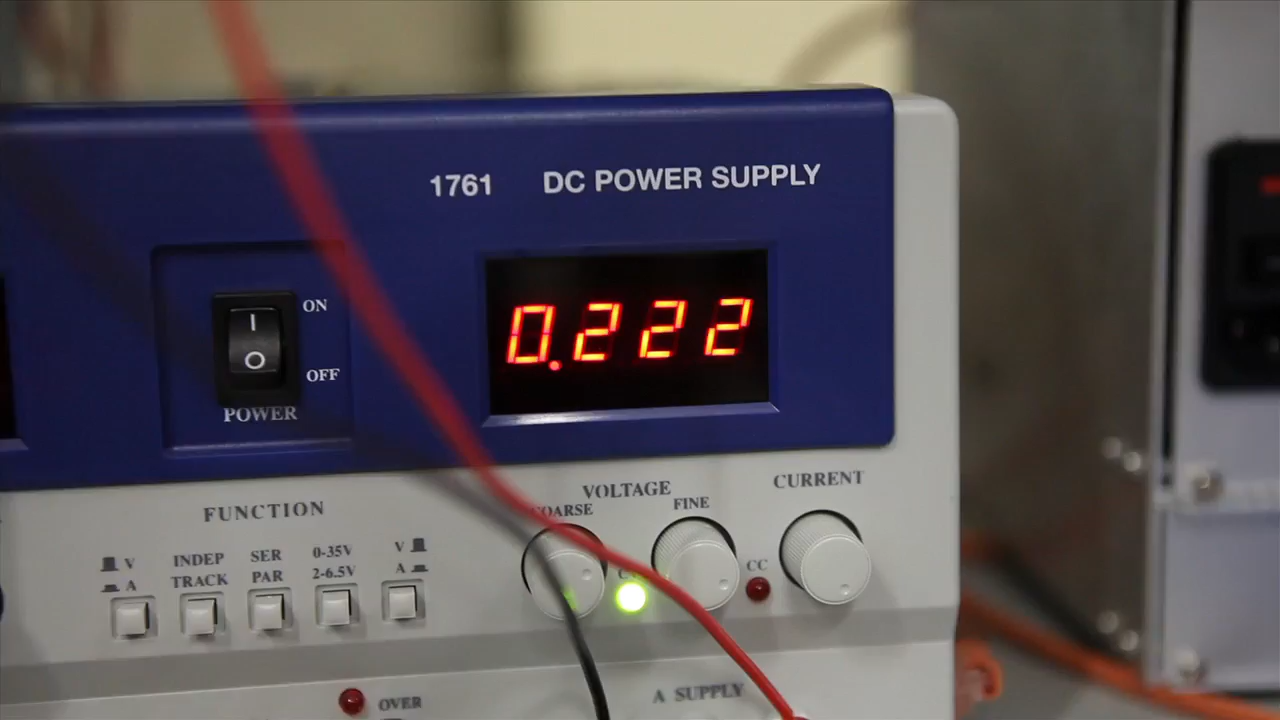 1761 DC POWER SUPPLY
ON
OFF
POWER
0.222
FUNCTION
VOLTAGE
FINE
CURRENT
V
A
INDEP
TRACK
SER
PAR
0-35V
2-6.5V
V
A
CC
OVER
A SUPPLY